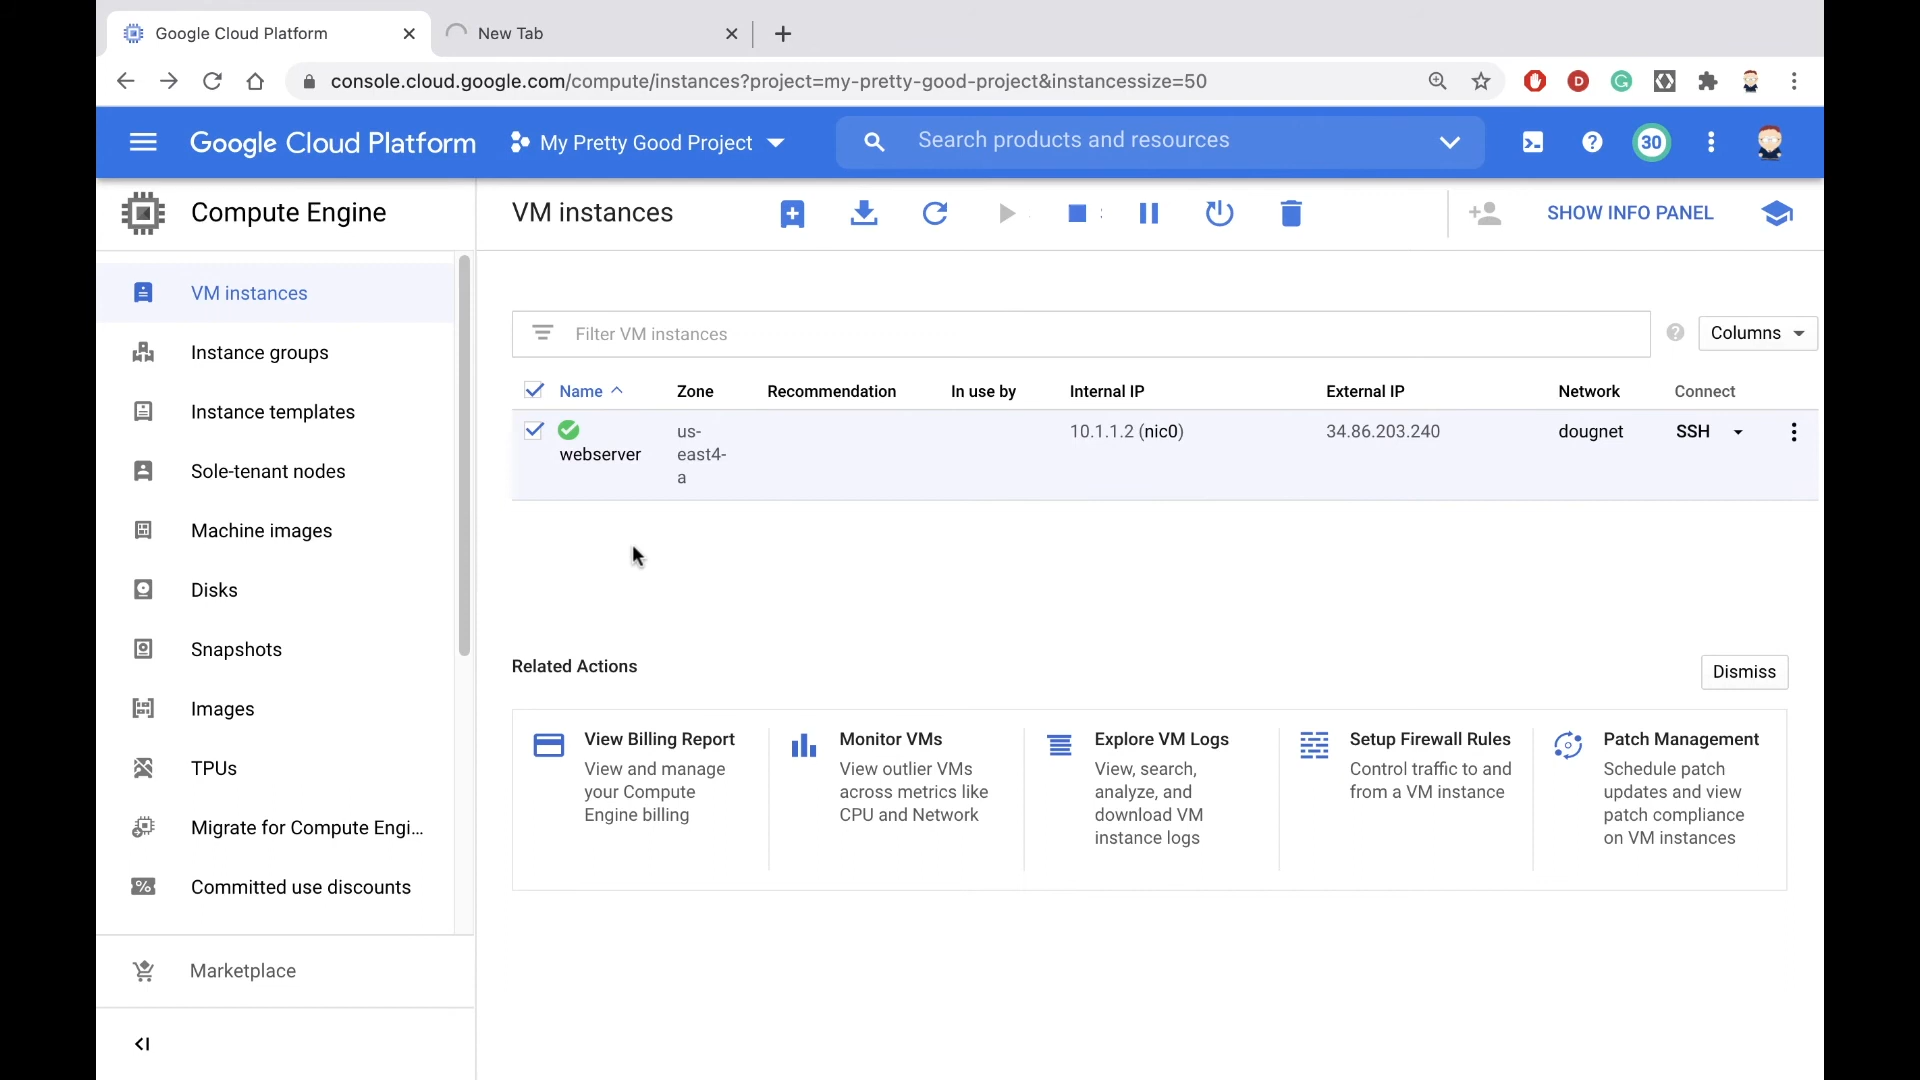 Google Cloud Platform
New Tab
console.cloud.google.com/compute/instances?project=my-pretty-good-project&instancessize=50
Google Cloud Platform
My Pretty Good Project
Search products and resources
30
Compute Engine
VM instances
SHOW INFO PANEL
VM instances
Instance groups
Instance templates
Sole-tenant nodes
Machine images
Disks
Snapshots
Images
TPUs
Migrate for Compute Engi...
Committed use discounts
Marketplace
Filter VM instances
Columns
Name Zone Recommendation In use by Internal IP External IP Network Connect
webserver
us-
east4-
a
10.1.1.2 (nic0)
34.86.203.240
dougnet
SSH
Related Actions
Dismiss
View Billing Report
View and manage
your Compute
Engine billing
Monitor VMs
View outlier VMs
across metrics like
CPU and Network
Explore VM Logs
View, search,
analyze, and
download VM
instance logs
Setup Firewall Rules
Control traffic to and
from a VM instance
Patch Management
Schedule patch
updates and view
patch compliance
on VM instances